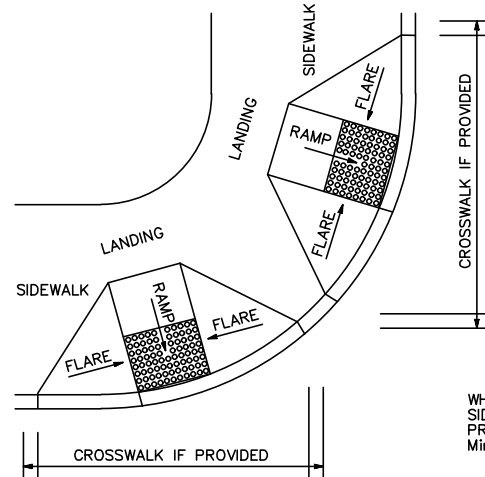 SIDEWALK
FLARE
LANDING
RAMP
CROSSWALK IF PROVIDED
FLARE
LANDING
SIDEWALK
RAMP
FLARE
FLARE
CROSSWALK IF PROVIDED